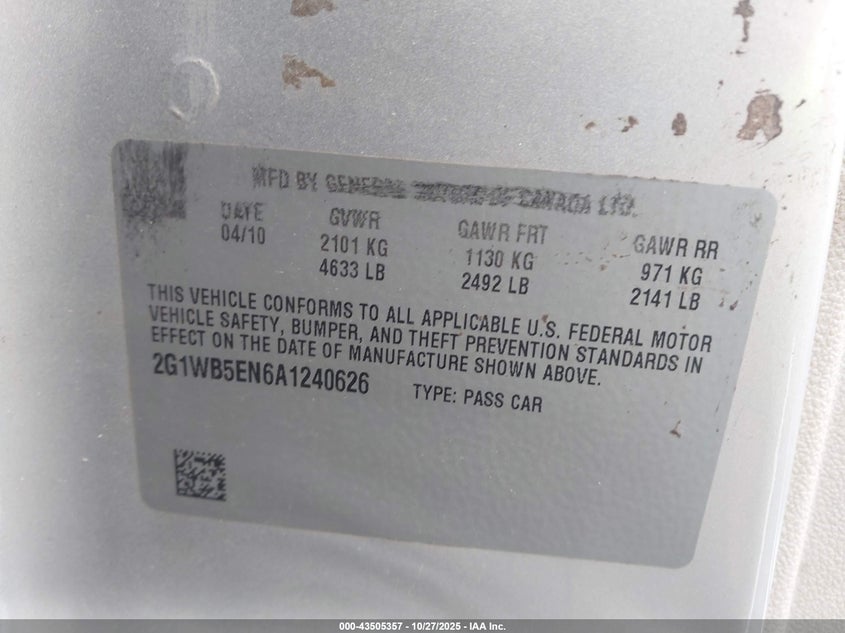 MFD BY GENERAL MOTORS OF CANADA LTD.
DATE GVWR GAWR FRT GAWR RR
04/10 2101 KG 1130 KG 971 KG
4633 LB 2492 LB 2141 LB
THIS VEHICLE CONFORMS TO ALL APPLICABLE U.S. FEDERAL MOTOR
VEHICLE SAFETY, BUMPER, AND THEFT PREVENTION STANDARDS IN
EFFECT ON THE DATE OF MANUFACTURE SHOWN ABOVE.
2G1WB5EN6A1240626 TYPE: PASS CAR
000-43505357 - 10/27/2025 - IAA Inc.